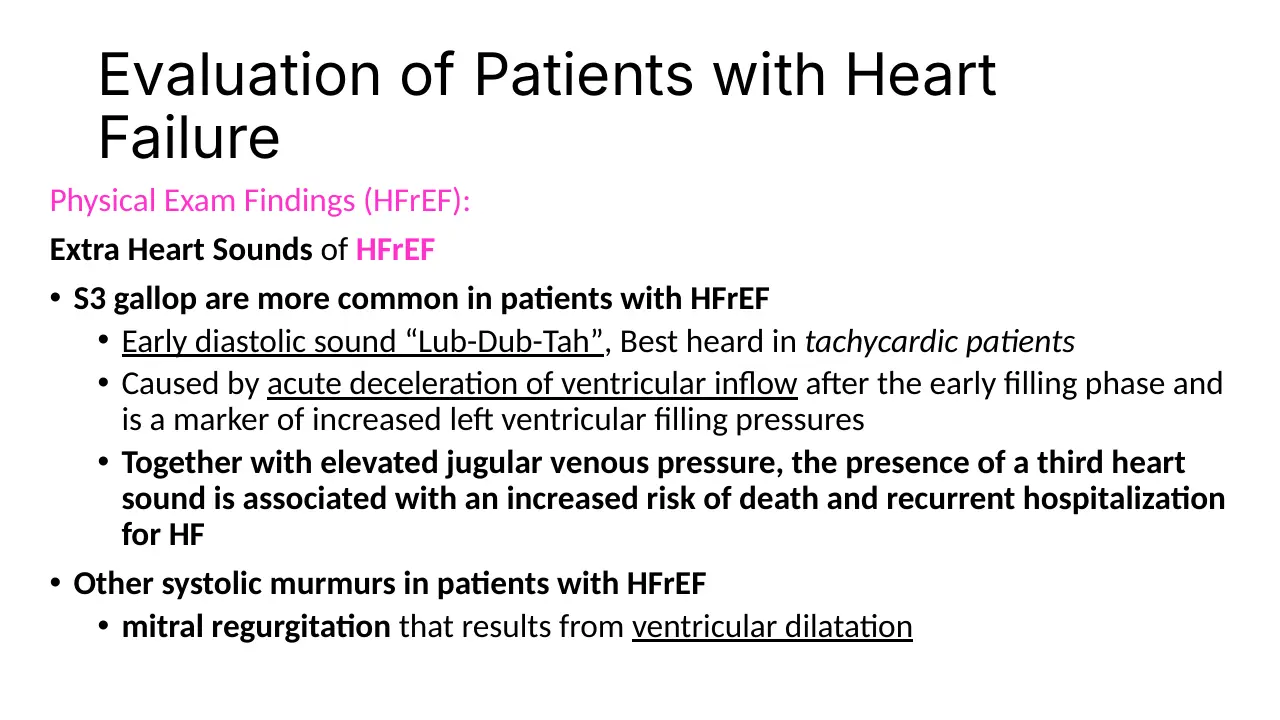 Evaluation of Patients with Heart
Failure
Physical Exam Findings (HFrEF):
Extra Heart Sounds of HFrEF
• S3 gallop are more common in patients with HFrEF
• Early diastolic sound “Lub-Dub-Tah”, Best heard in tachycardic patients
• Caused by acute deceleration of ventricular inflow after the early filling phase and
is a marker of increased left ventricular filling pressures
• Together with elevated jugular venous pressure, the presence of a third heart
sound is associated with an increased risk of death and recurrent hospitalization
for HF
• Other systolic murmurs in patients with HFrEF
• mitral regurgitation that results from ventricular dilatation